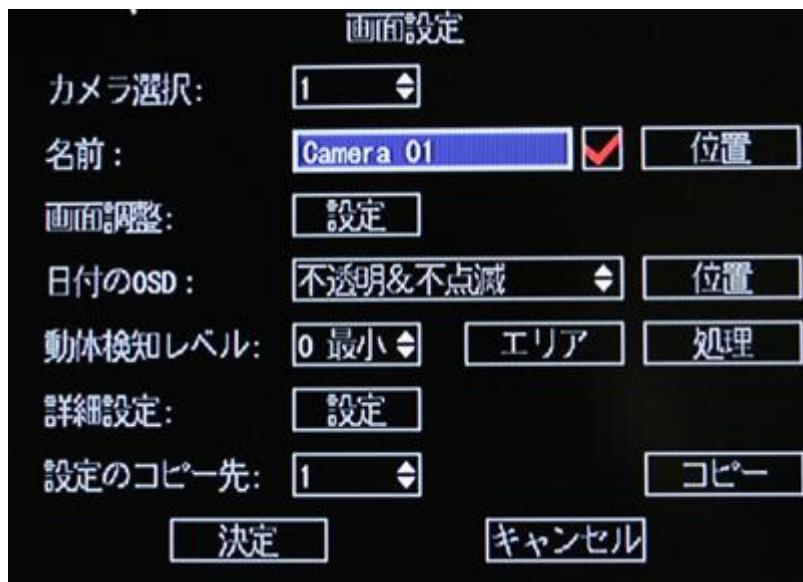 画面設定
カメラ選択: 1
名前: Camera 01 位置
画面調整: 設定
日付のOSD: 不透明&不点滅 位置
動体検知レベル: 0 最小 エリア 処理
詳細設定: 設定
設定のコピー先: 1 コピー
決定 キャンセル